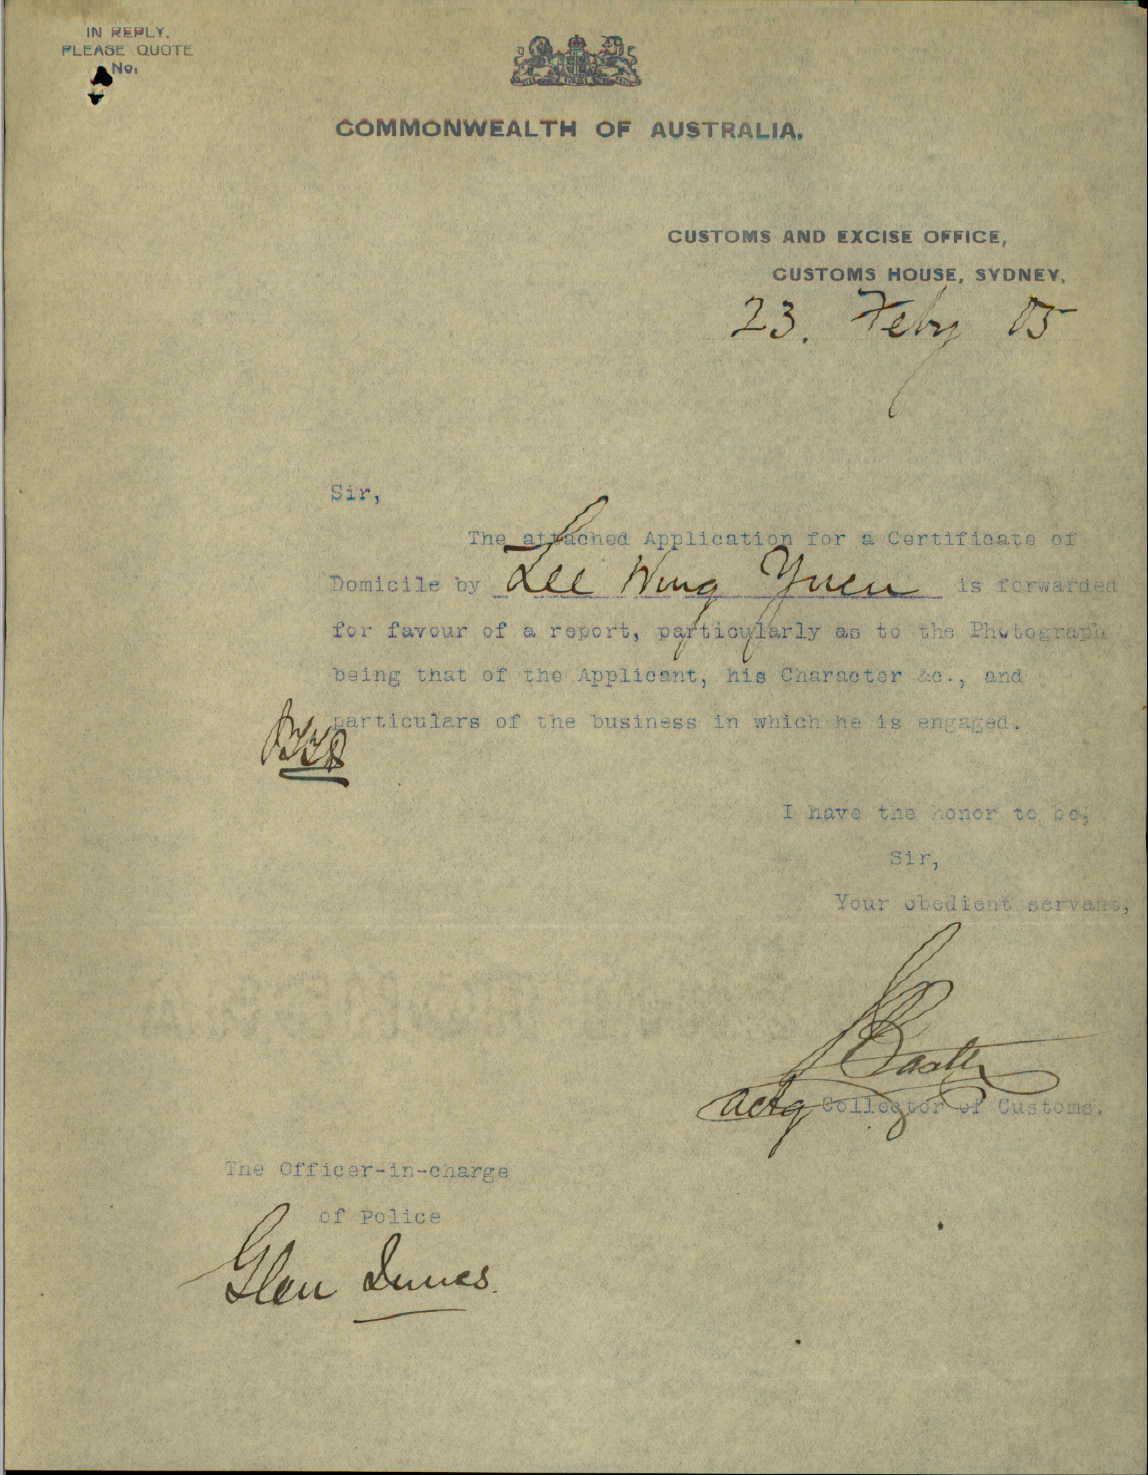 IN REPLY.
PLEASE QUOTE
No.
COMMONWEALTH OF AUSTRALIA.
CUSTOMS AND EXCISE OFFICE,
CUSTOMS HOUSE, SYDNEY.
23. Feby 05
Sir,
The attached Application for a Certificate of
Domicile by Lee Wing Yuen is forwarded
for favour of a report, particularly as to the Photograph
being that of the Applicant, his Character &c., and
particulars of the business in which he is engaged.
I have the honor to be,
Sir,
Your obedient servant,
Actg Collector of Customs.
The Officer-in-charge
of Police
Glen Innes.